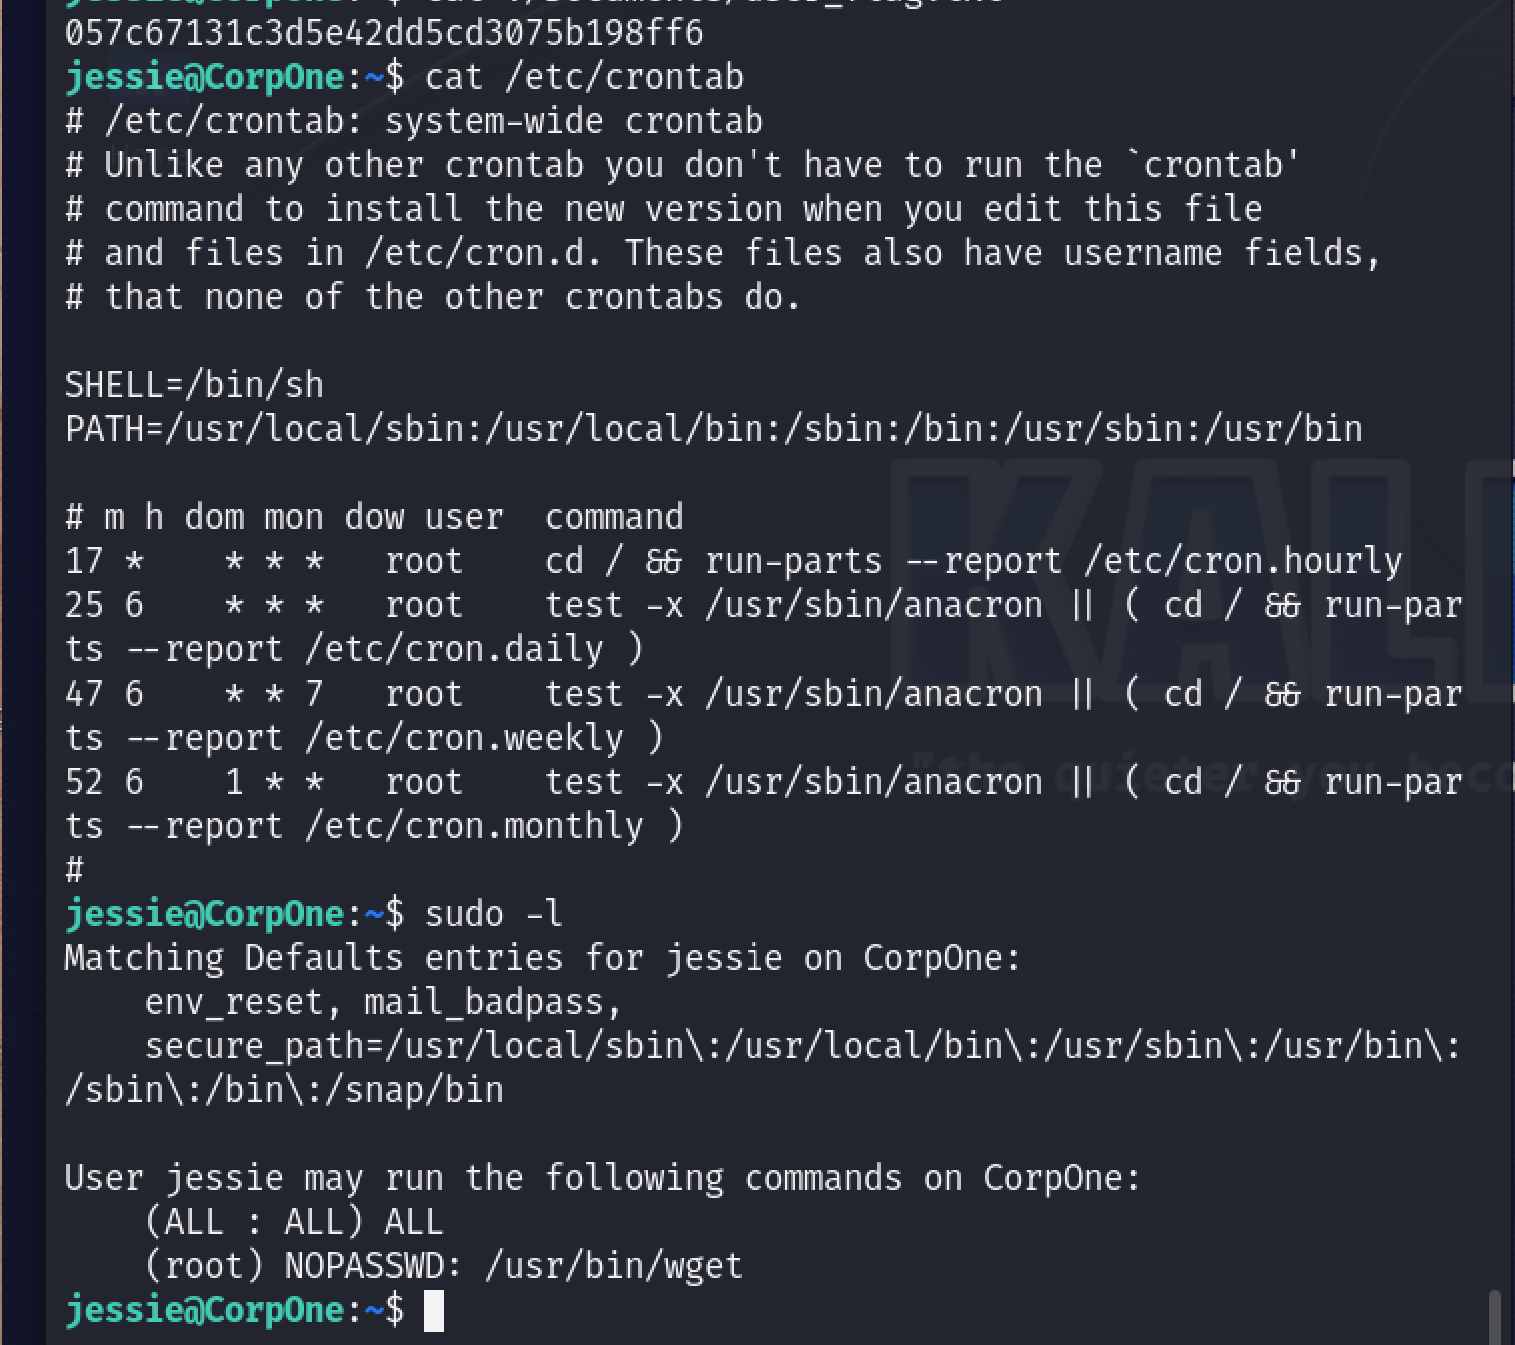 057c67131c3d5e42dd5cd3075b198ff6
jessie@CorpOne:~$ cat /etc/crontab
# /etc/crontab: system-wide crontab
# Unlike any other crontab you don't have to run the `crontab'
# command to install the new version when you edit this file
# and files in /etc/cron.d. These files also have username fields,
# that none of the other crontabs do.
SHELL=/bin/sh
PATH=/usr/local/sbin:/usr/local/bin:/sbin:/bin:/usr/sbin:/usr/bin
# m h dom mon dow user  command
17 *    * * *   root    cd / && run-parts --report /etc/cron.hourly
25 6    * * *   root    test -x /usr/sbin/anacron || ( cd / && run-par
ts --report /etc/cron.daily )
47 6    * * 7   root    test -x /usr/sbin/anacron || ( cd / && run-par
ts --report /etc/cron.weekly )
52 6    1 * *   root    test -x /usr/sbin/anacron || ( cd / && run-par
ts --report /etc/cron.monthly )
#
jessie@CorpOne:~$ sudo -l
Matching Defaults entries for jessie on CorpOne:
    env_reset, mail_badpass,
    secure_path=/usr/local/sbin\:/usr/local/bin\:/usr/sbin\:/usr/bin\:
/sbin\:/bin\:/snap/bin
User jessie may run the following commands on CorpOne:
    (ALL : ALL) ALL
    (root) NOPASSWD: /usr/bin/wget
jessie@CorpOne:~$